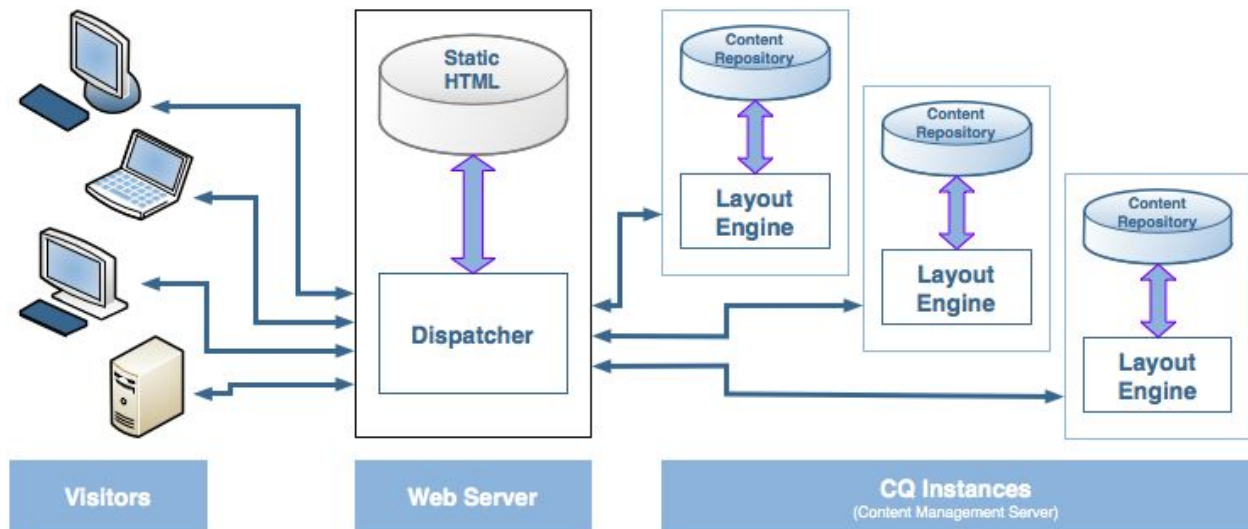 Static
HTML
Dispatcher
Content
Repository
Layout
Engine
Content
Repository
Layout
Engine
Content
Repository
Layout
Engine
Visitors
Web Server
CQ Instances
(Content Management Server)